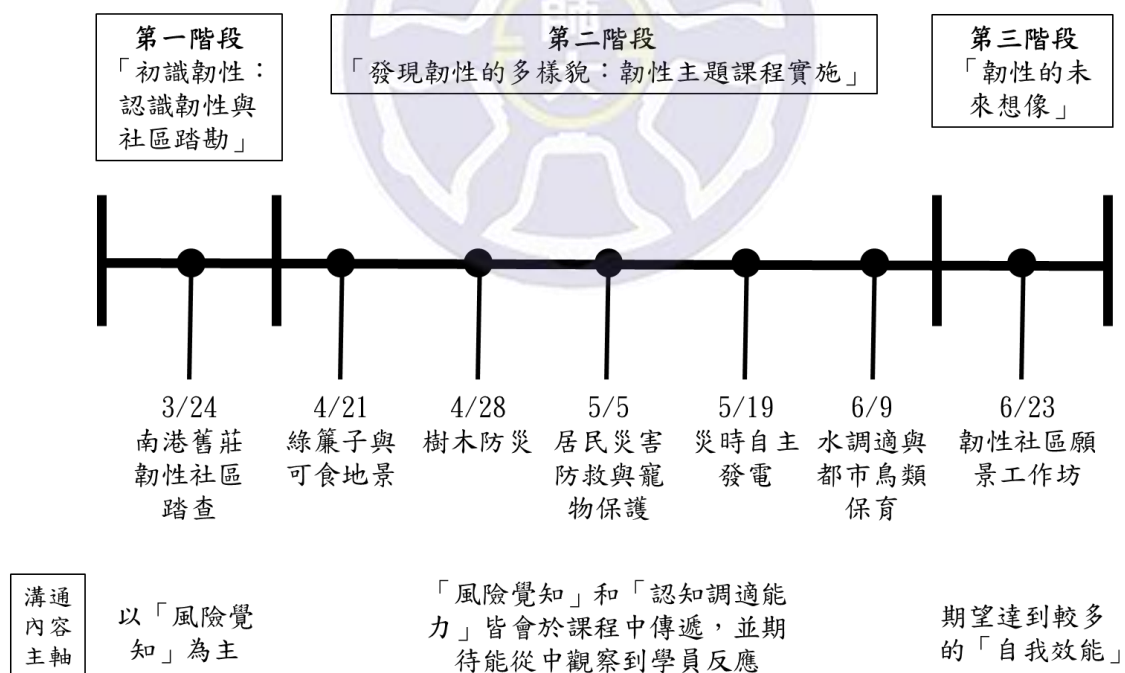 第一階段
「初識韌性：
認識韌性與
社區踏勘」
第二階段
「發現韌性的多樣貌：韌性主題課程實施」
第三階段
「韌性的未
來想像」
3/24
南港舊莊
韌性社區
踏查
4/21
綠簾子與
可食地景
4/28
樹木防災
5/5
居民災害
防救與寵
物保護
5/19
災時自主
發電
6/9
水調適與
都市鳥類
保育
6/23
韌性社區願
景工作坊
溝通
內容
主軸
以「風險覺
知」為主
「風險覺知」和「認知調適能
力」皆會於課程中傳遞，並期
待能從中觀察到學員反應
期望達到較多
的「自我效能」